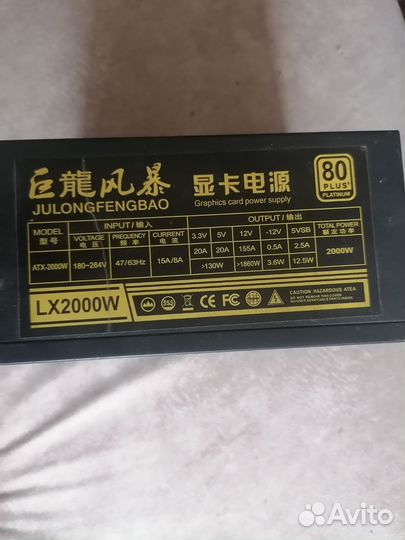 巨龍风暴 显卡电源 80 PLUS PLATINUM
JULONGFENGBAO Graphics card power supply
MODEL 型号 INPUT/输入 OUTPUT/输出 TOTAL POWER 额定功率
VOLTAGE 电压 FREQUENCY 频率 CURRENT 电流 3.3V 5V 12V -12V 5VSB
ATX-2000W 180~264V 47/63Hz 15A/8A 20A 20A 155A 0.5A 2.5A 2000W
>130W >1860W 3.6W 12.5W
LX2000W CE FC CAUTION HAZARDOUS AREA
Avito